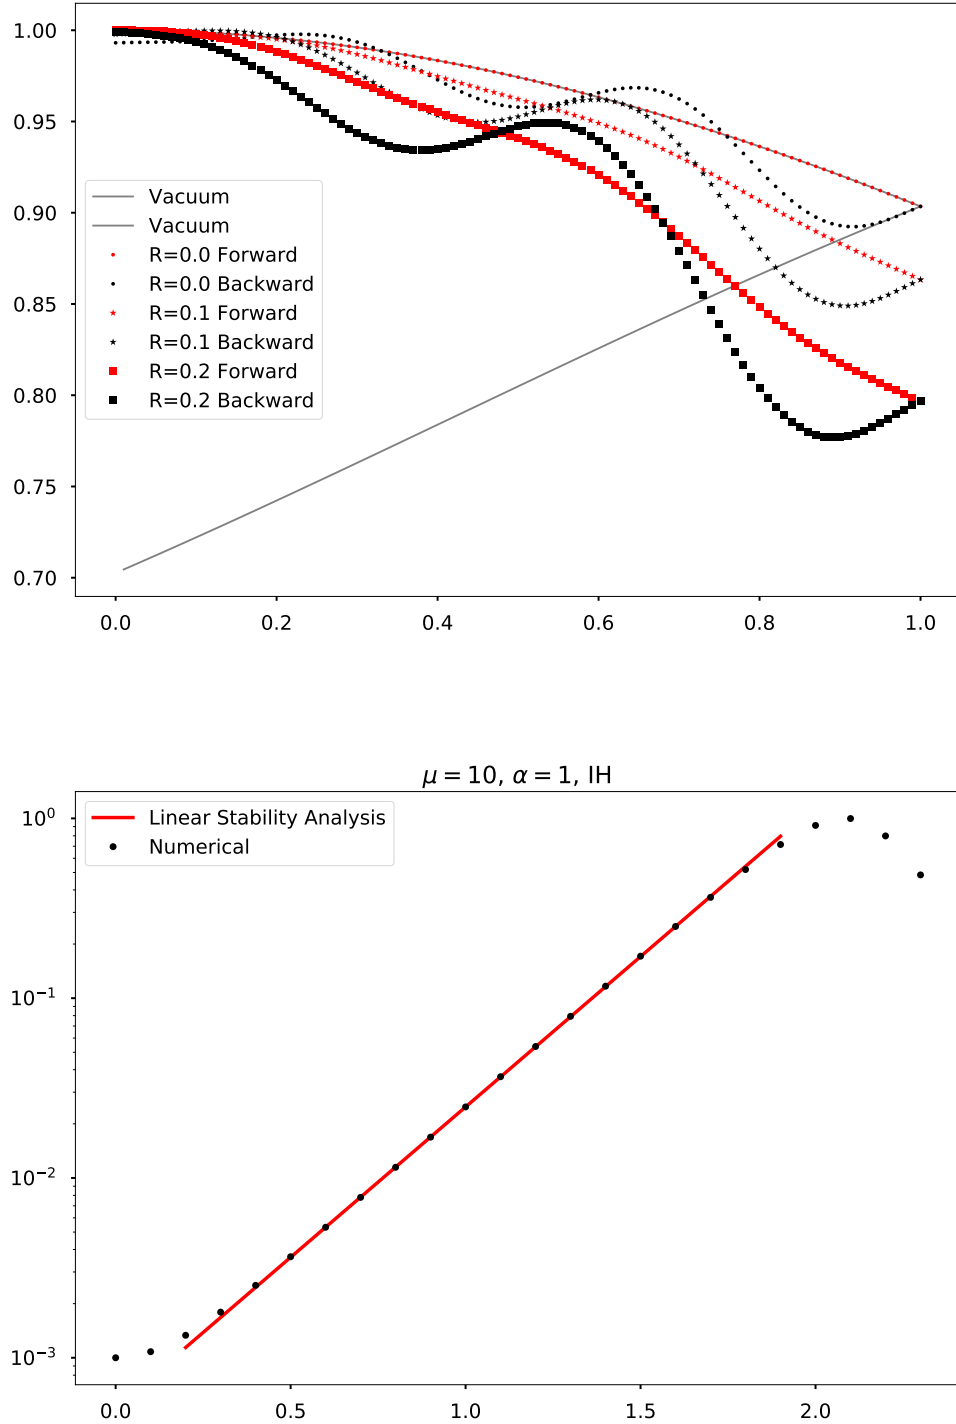 1.00
0.95
0.90
0.85
0.80
0.75
0.70
Vacuum
Vacuum
R=0.0 Forward
R=0.0 Backward
R=0.1 Forward
R=0.1 Backward
R=0.2 Forward
R=0.2 Backward
0.0 0.2 0.4 0.6 0.8 1.0
μ = 10, α = 1, IH
Linear Stability Analysis
Numerical
10⁰
10⁻¹
10⁻²
10⁻³
0.0 0.5 1.0 1.5 2.0